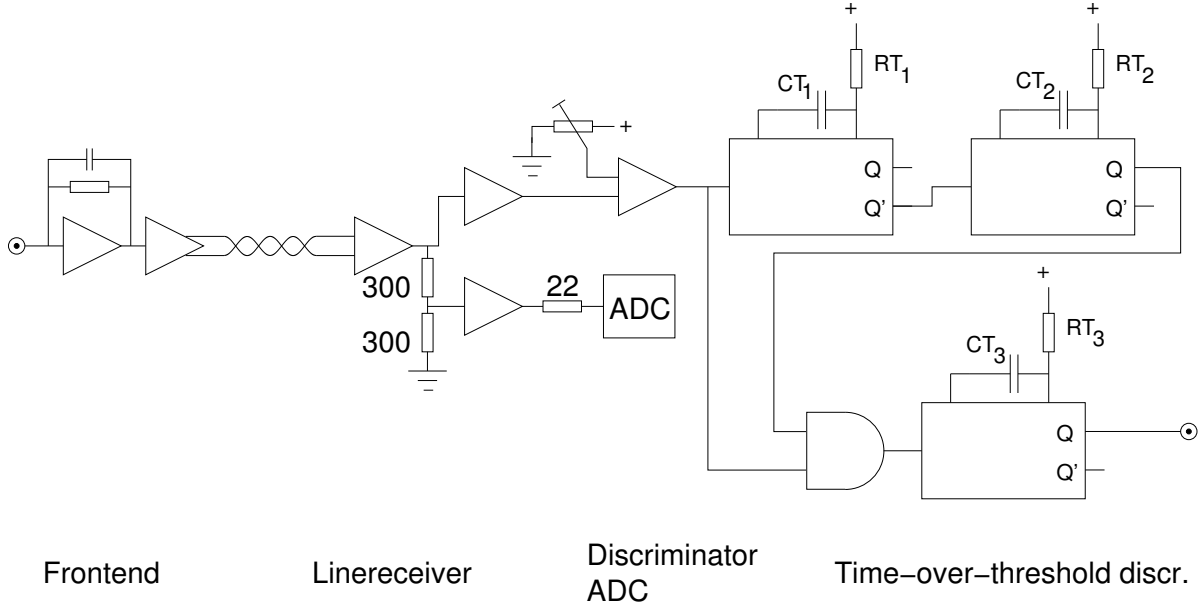 +
RT1
CT1
Q
Q'
+
RT2
CT2
Q
Q'
+
300
300
22
ADC
+
RT3
CT3
Q
Q'
Frontend
Linereceiver
Discriminator
ADC
Time−over−threshold discr.